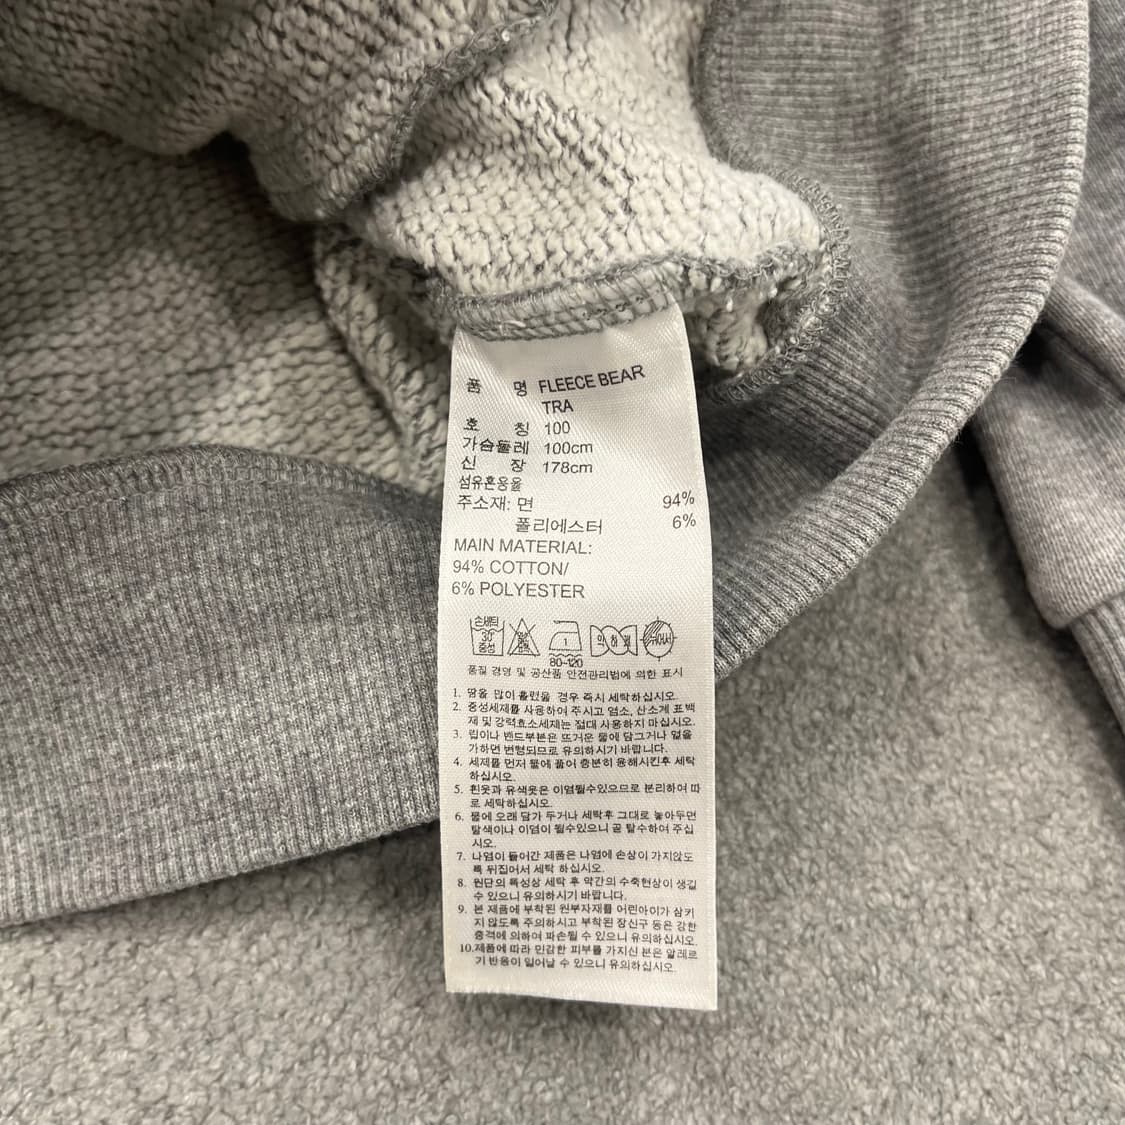 품 명 FLEECE BEAR
TRA
호 칭 100
가슴둘레 100cm
신 장 178cm
섬유혼용율
주소재: 면 94%
폴리에스터 6%
MAIN MATERIAL:
94% COTTON/
6% POLYESTER
손세탁
30°
중성
1
80~120
품질 경영 및 공산품 안전관리법에 의한 표시
1. 땀을 많이 흘렸을 경우 즉시 세탁하십시오.
2. 중성세제를 사용하여 주시고 염소, 산소계 표백
제 및 강력효소세제는 절대 사용하지 마십시오.
3. 립이나 밴드부분은 뜨거운 물에 담그거나 열을
가하면 변형되므로 유의하시기 바랍니다.
4. 세제를 먼저 물에 풀어 충분히 용해시킨후 세탁
하십시오.
5. 흰옷과 유색옷은 이염될수있으므로 분리하여 따
로 세탁하십시오.
6. 물에 오래 담가 두거나 세탁후 그대로 놓아두면
탈색이나 이염이 될수있으니 곧 탈수하여 주십
시오.
7. 나염이 들어간 제품은 나염에 손상이 가지않도
록 뒤집어서 세탁 하십시오.
8. 원단의 특성상 세탁 후 약간의 수축현상이 생길
수 있으니 유의하시기 바랍니다.
9. 본 제품에 부착된 원부자재를 어린아이가 삼키
지 않도록 주의하시고 부착된 장신구 등은 강한
충격에 의하여 파손될 수 있으니 유의하십시오.
10.제품에 따라 민감한 피부를 가지신 분은 알레르
기 반응이 일어날 수 있으니 유의하십시오.